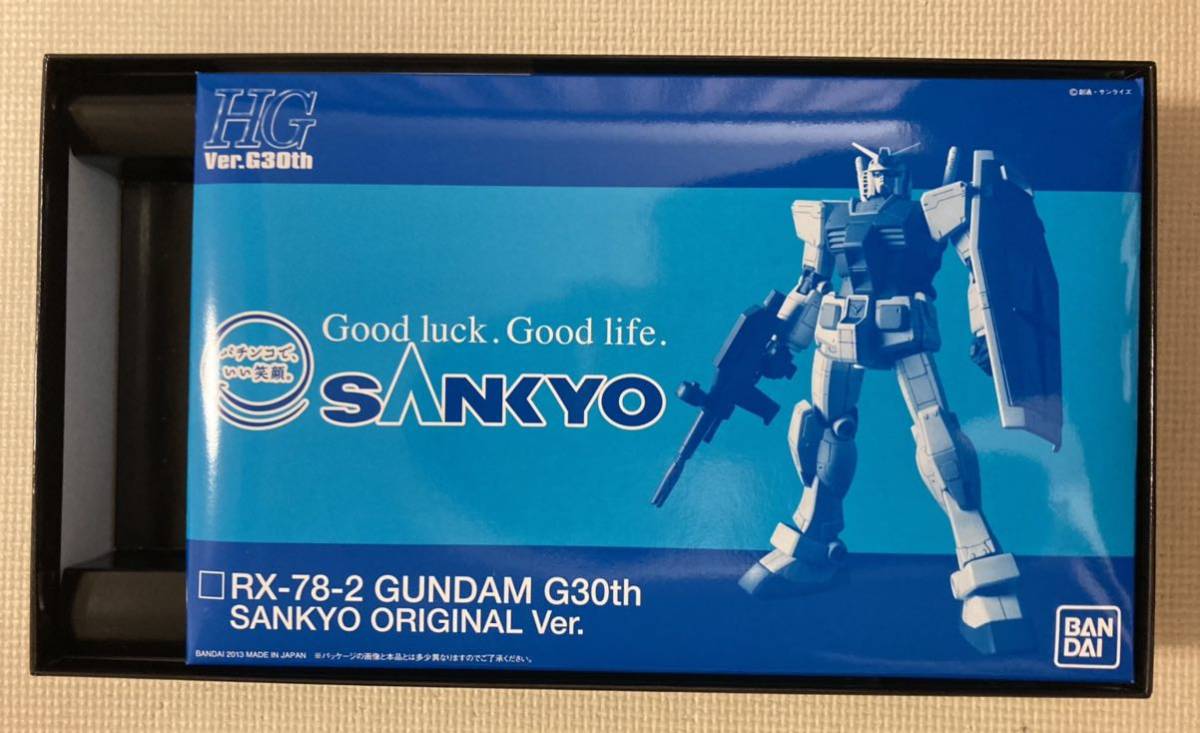 HG
Ver.G30th
©創通・サンライズ
Good luck. Good life.
パチンコで、
いい笑顔。
SANKYO
□RX-78-2 GUNDAM G30th
SANKYO ORIGINAL Ver.
BANDAI 2013 MADE IN JAPAN ※パッケージの画像と本品とは多少異なりますのでご了承ください。
BAN
DAI